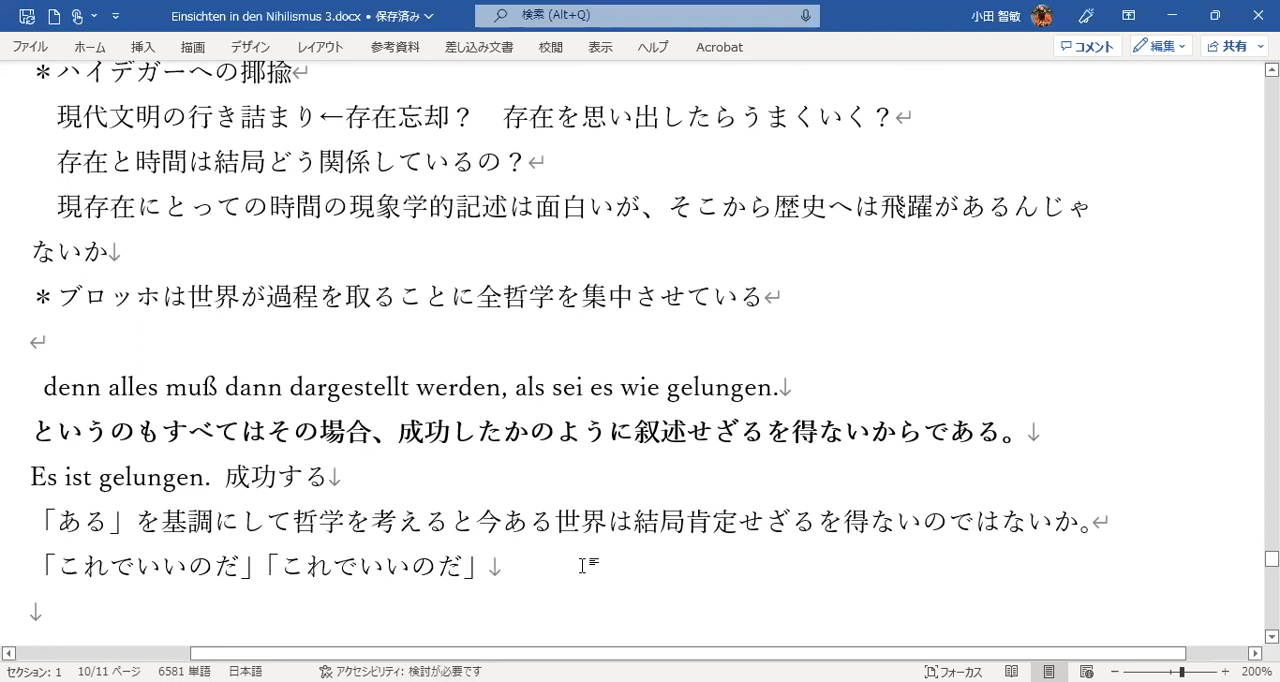 Einsichten in den Nihilismus 3.docx • 保存済み
検索 (Alt+Q)
小田 智敏
ファイル ホーム 挿入 描画 デザイン レイアウト 参考資料 差し込み文書 校閲 表示 ヘルプ Acrobat
コメント 編集 共有
＊ハイデガーへの揶揄↵
現代文明の行き詰まり←存在忘却？　存在を思い出したらうまくいく？↵
存在と時間は結局どう関係しているの？↵
現存在にとっての時間の現象学的記述は面白いが、そこから歴史へは飛躍があるんじゃ
ないか↓
＊ブロッホは世界が過程を取ることに全哲学を集中させている↵
↵
denn alles muß dann dargestellt werden, als sei es wie gelungen.↓
というのもすべてはその場合、成功したかのように叙述せざるを得ないからである。↓
Es ist gelungen. 成功する↓
「ある」を基調にして哲学を考えると今ある世界は結局肯定せざるを得ないのではないか。↵
「これでいいのだ」「これでいいのだ」↓
↓
セクション: 1 10/11 ページ 6581 単語 日本語 アクセシビリティ: 検討が必要です フォーカス 200%